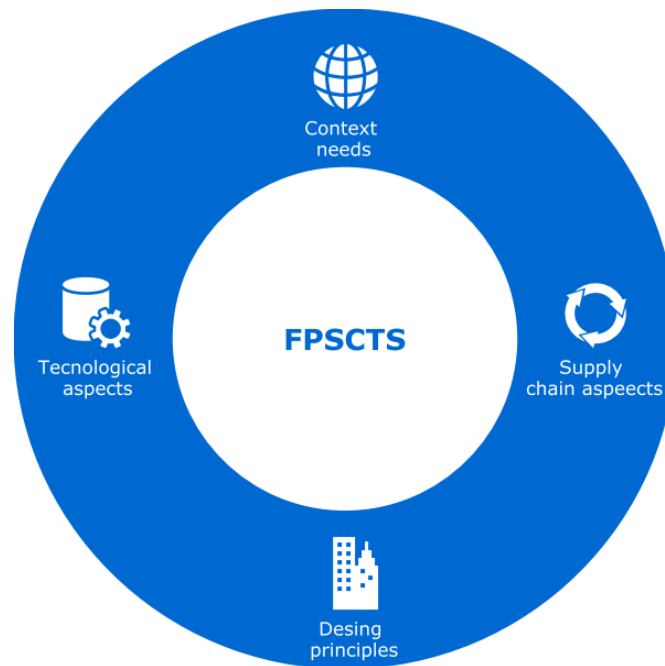 Context
needs
FPSCTS
Tecnological
aspects
Supply
chain aspeects
Desing
principles